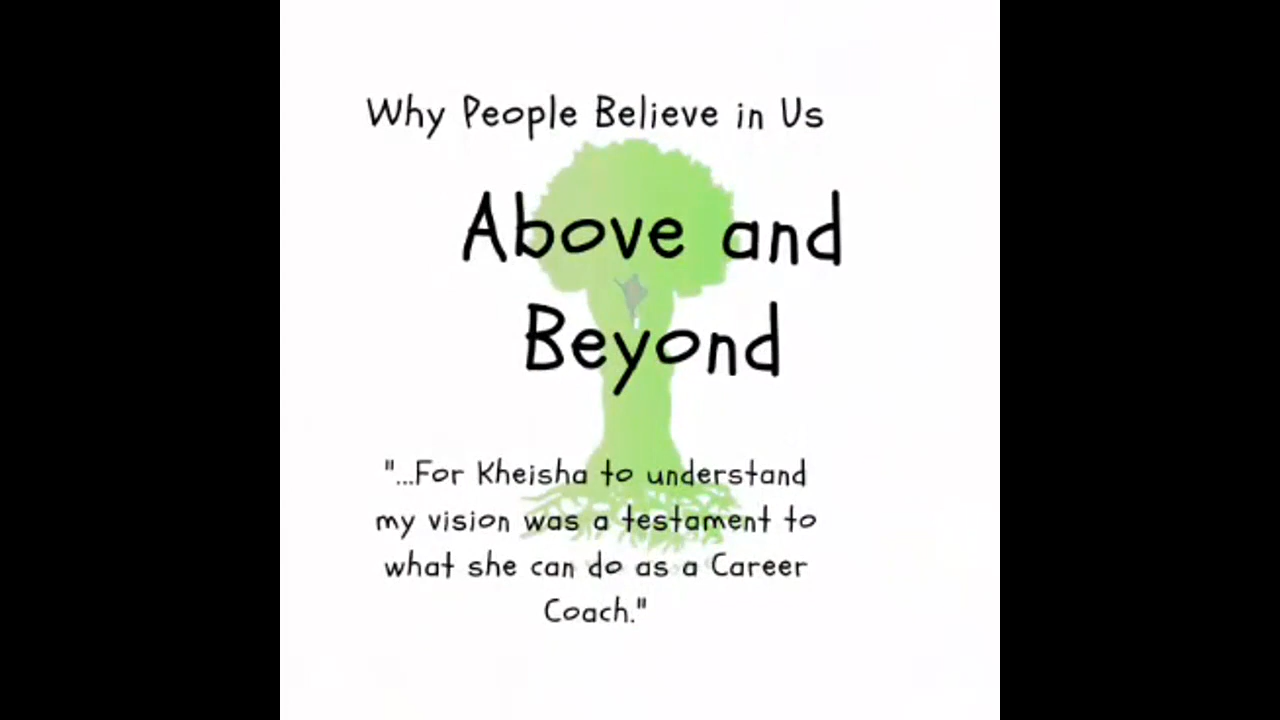 Why People Believe in Us
Above and
Beyond
"...For Kheisha to understand
my vision was a testament to
what she can do as a Career
Coach."